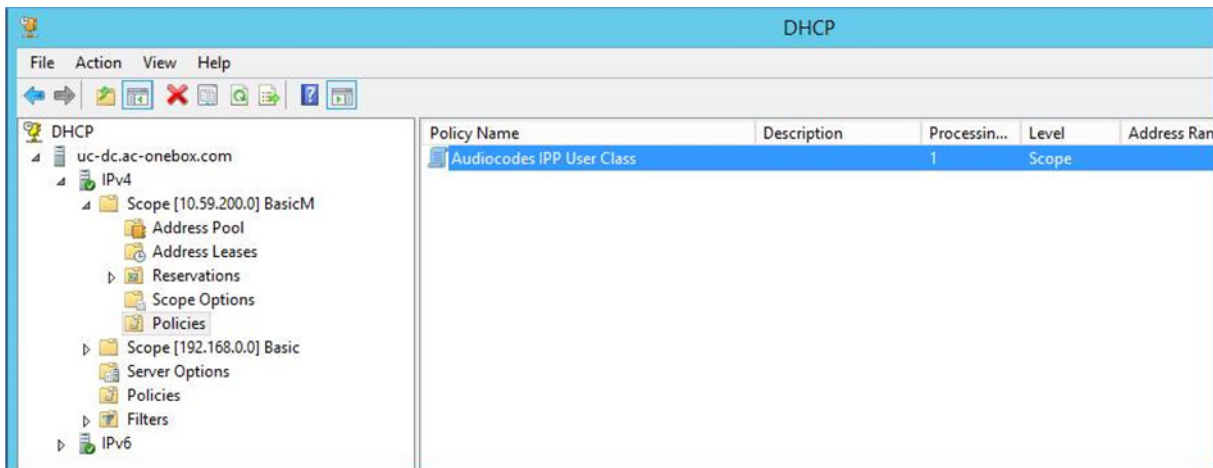 DHCP
File Action View Help
DHCP
uc-dc.ac-onebox.com
IPv4
Scope [10.59.200.0] BasicM
Address Pool
Address Leases
Reservations
Scope Options
Policies
Scope [192.168.0.0] Basic
Server Options
Policies
Filters
IPv6
Policy Name Description Processin... Level Address Ran
Audiocodes IPP User Class 1 Scope